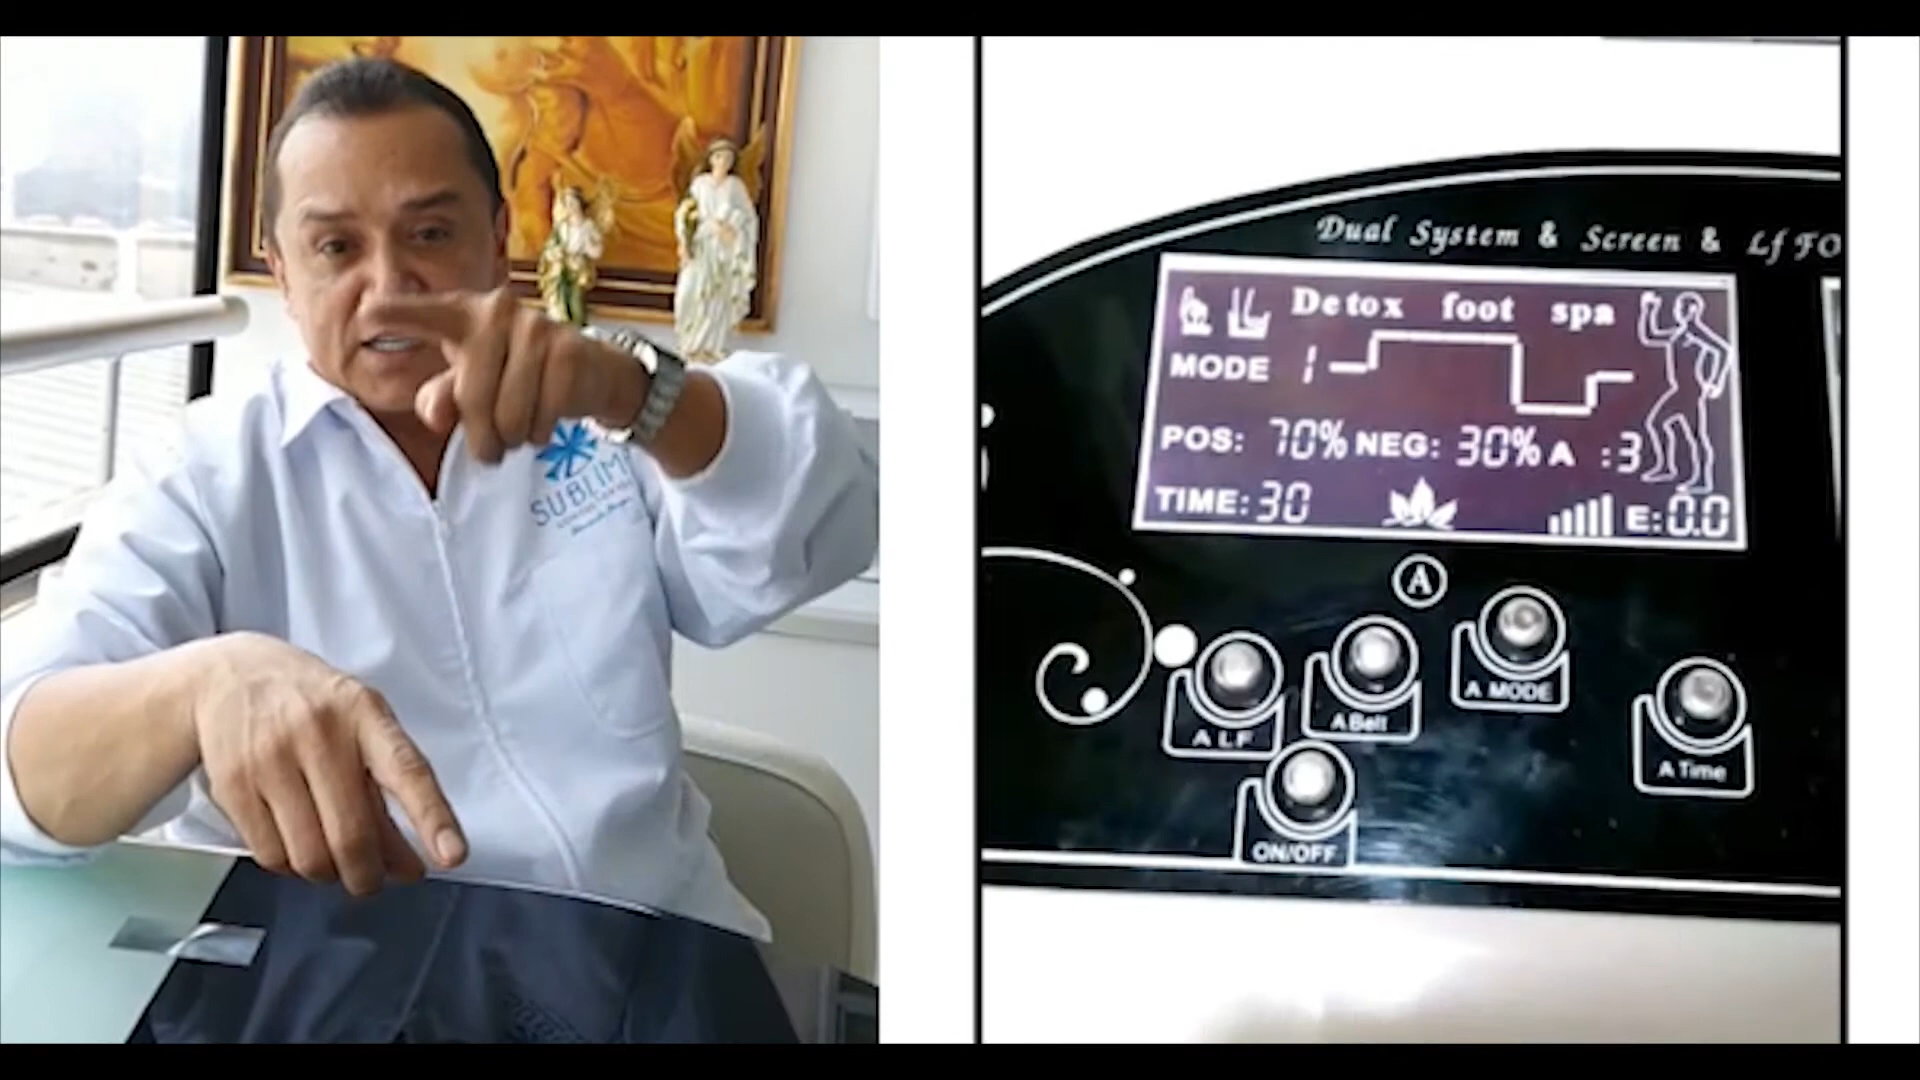 SUBLIM
Dual System & Screen & Lf FO
Detox foot spa
MODE 1
POS: 70% NEG: 30% A :3
TIME: 30 E: 0.0
A
A LF
A Bell
A MODE
A Time
ON/OFF